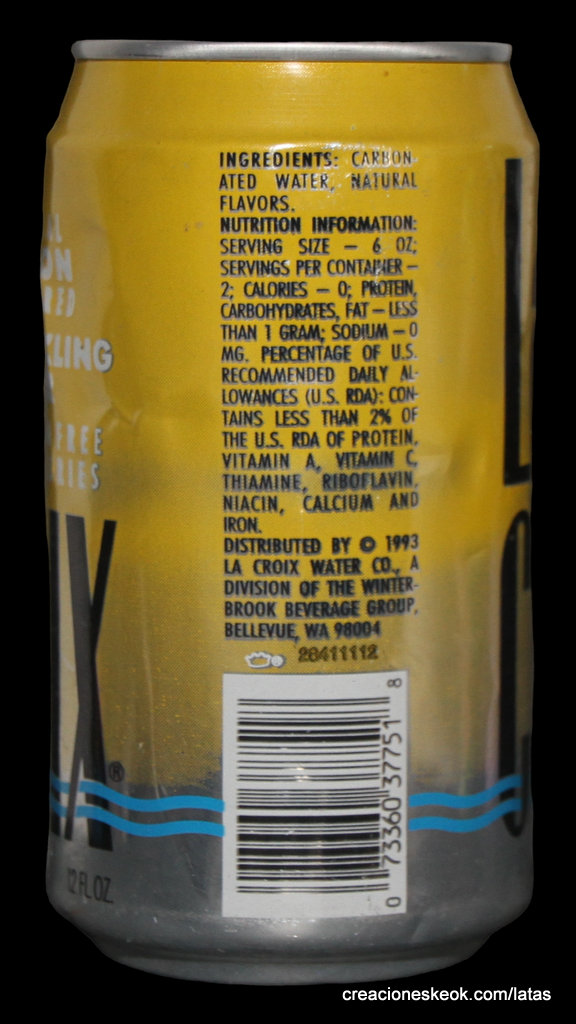 INGREDIENTS: CARBON-
ATED WATER, NATURAL
FLAVORS.
NUTRITION INFORMATION:
SERVING SIZE – 6 OZ;
SERVINGS PER CONTAINER –
2; CALORIES – 0; PROTEIN,
CARBOHYDRATES, FAT – LESS
THAN 1 GRAM; SODIUM – 0
MG. PERCENTAGE OF U.S.
RECOMMENDED DAILY AL-
LOWANCES (U.S. RDA): CON-
TAINS LESS THAN 2% OF
THE U.S. RDA OF PROTEIN,
VITAMIN A, VITAMIN C,
THIAMINE, RIBOFLAVIN,
NIACIN, CALCIUM AND
IRON.
DISTRIBUTED BY © 1993
LA CROIX WATER CO., A
DIVISION OF THE WINTER-
BROOK BEVERAGE GROUP,
BELLEVUE, WA 98004
26411112
0 73360 37751 8
KLING
FREE
RIES
IX®
12 FL OZ.
L
C
creacioneskeok.com/latas